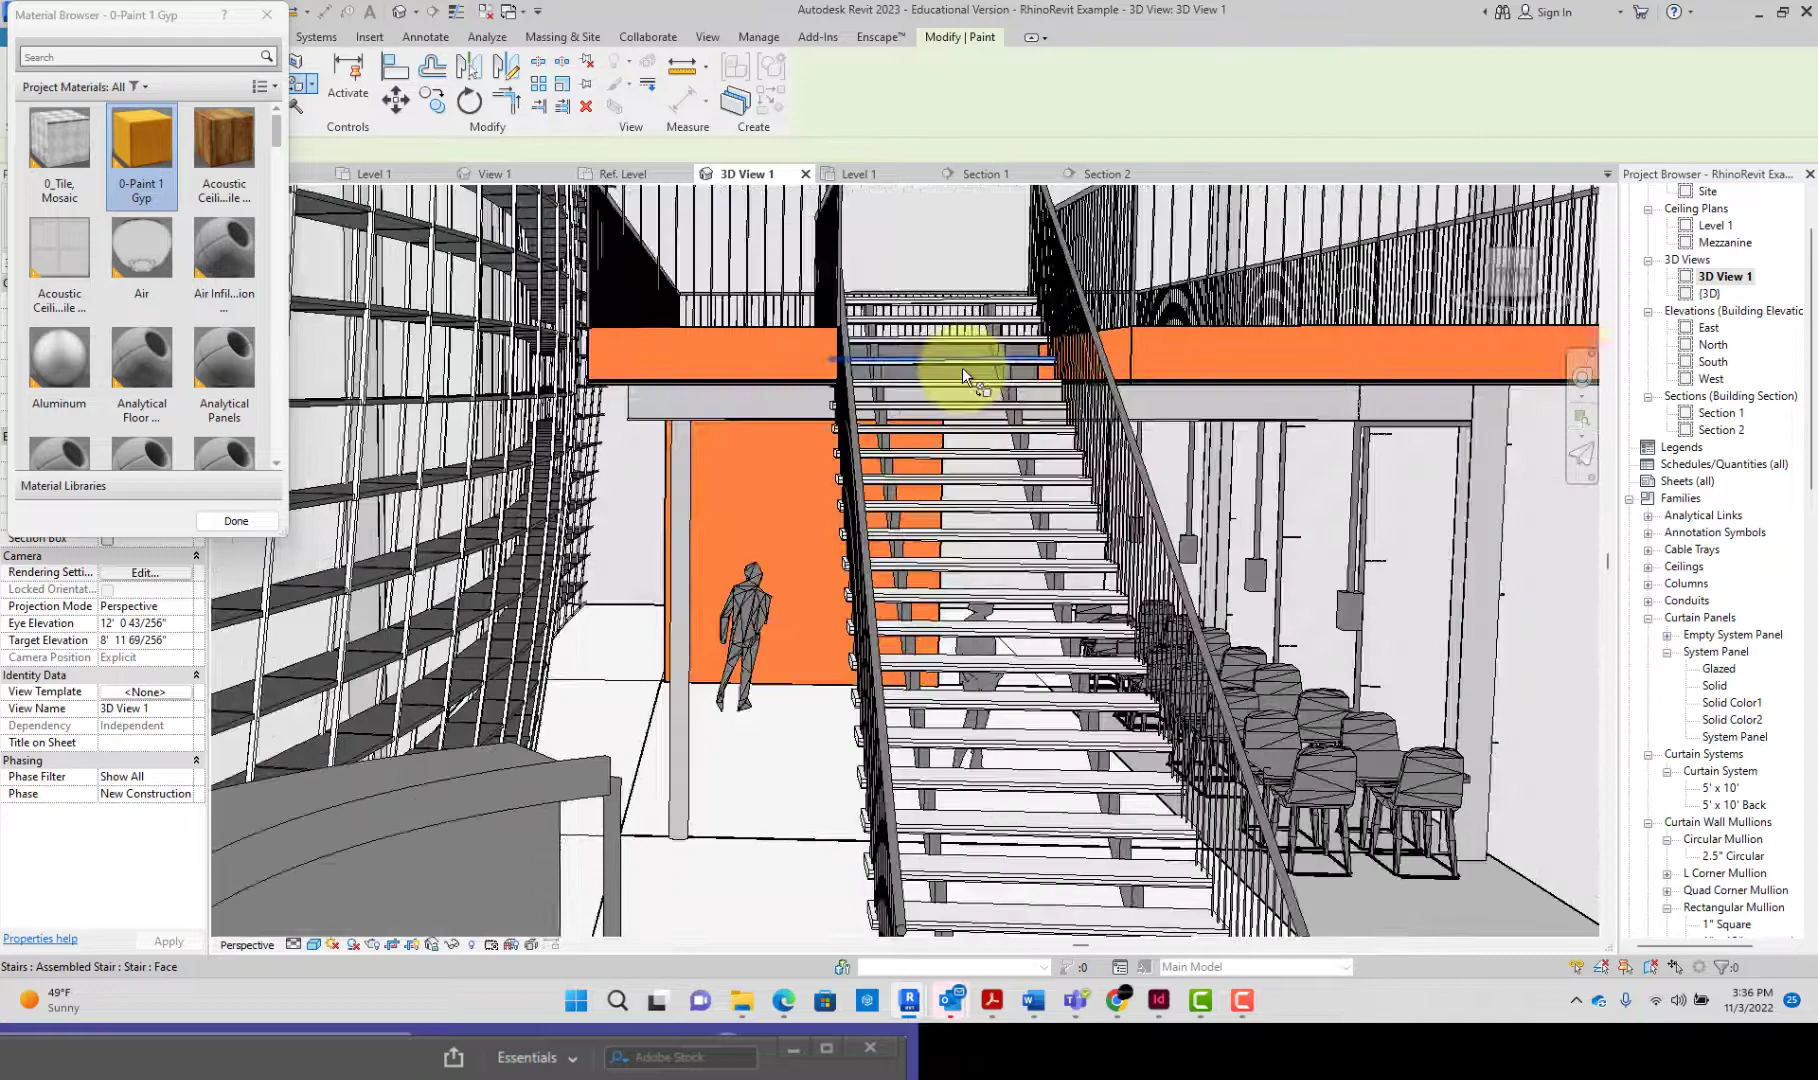 Material Browser - 0-Paint 1 Gyp
Autodesk Revit 2023 - Educational Version - RhinoRevit Example - 3D View: 3D View 1
Sign In
Systems
Insert
Annotate
Analyze
Massing & Site
Collaborate
View
Manage
Add-Ins
Enscape™
Modify | Paint
Search
Project Materials: All
Activate
Controls
Modify
View
Measure
Create
0_Tile, Mosaic
0-Paint 1 Gyp
Acoustic Ceili...ile ...
Acoustic Ceili...ile ...
Air
Air Infil...ion ...
Aluminum
Analytical Floor ...
Analytical Panels
Material Libraries
Done
Level 1
View 1
Ref. Level
3D View 1
Level 1
Section 1
Section 2
Section Box
Camera
Rendering Setti...
Edit...
Locked Orientat...
Projection Mode
Perspective
Eye Elevation
12' 0 43/256"
Target Elevation
8' 11 69/256"
Camera Position
Explicit
Identity Data
View Template
<None>
View Name
3D View 1
Dependency
Independent
Title on Sheet
Phasing
Phase Filter
Show All
Phase
New Construction
Properties help
Apply
Project Browser - RhinoRevit Exa...
Site
Ceiling Plans
Level 1
Mezzanine
3D Views
3D View 1
{3D}
Elevations (Building Elevatic
East
North
South
West
Sections (Building Section)
Section 1
Section 2
Legends
Schedules/Quantities (all)
Sheets (all)
Families
Analytical Links
Annotation Symbols
Cable Trays
Ceilings
Columns
Conduits
Curtain Panels
Empty System Panel
System Panel
Glazed
Solid
Solid Color1
Solid Color2
System Panel
Curtain Systems
Curtain System
5' x 10'
5' x 10' Back
Curtain Wall Mullions
Circular Mullion
2.5" Circular
L Corner Mullion
Quad Corner Mullion
Rectangular Mullion
1" Square
Perspective
Stairs : Assembled Stair : Stair : Face
:0
Main Model
:0
49°F
Sunny
3:36 PM
11/3/2022
25
Essentials
Adobe Stock